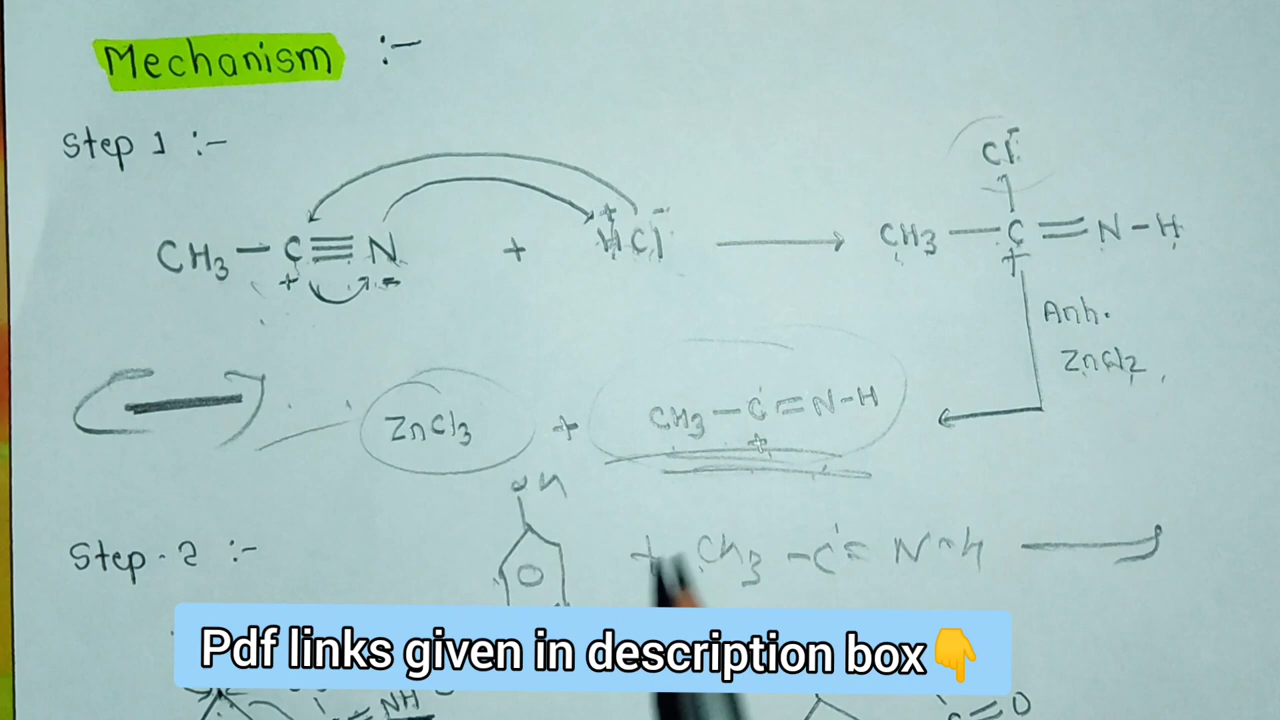 Mechanism :-
Step 1 :-
CH3 - C ≡ N + HCl
+ -
+ -
Cl
CH3 - C = N - H
+
Anh.
ZnCl2
ZnCl3 + CH3 - C = N - H
+
OH
Step - 2 :-
+ CH3 - C = N - H
Pdf links given in description box👇
NH
C = O